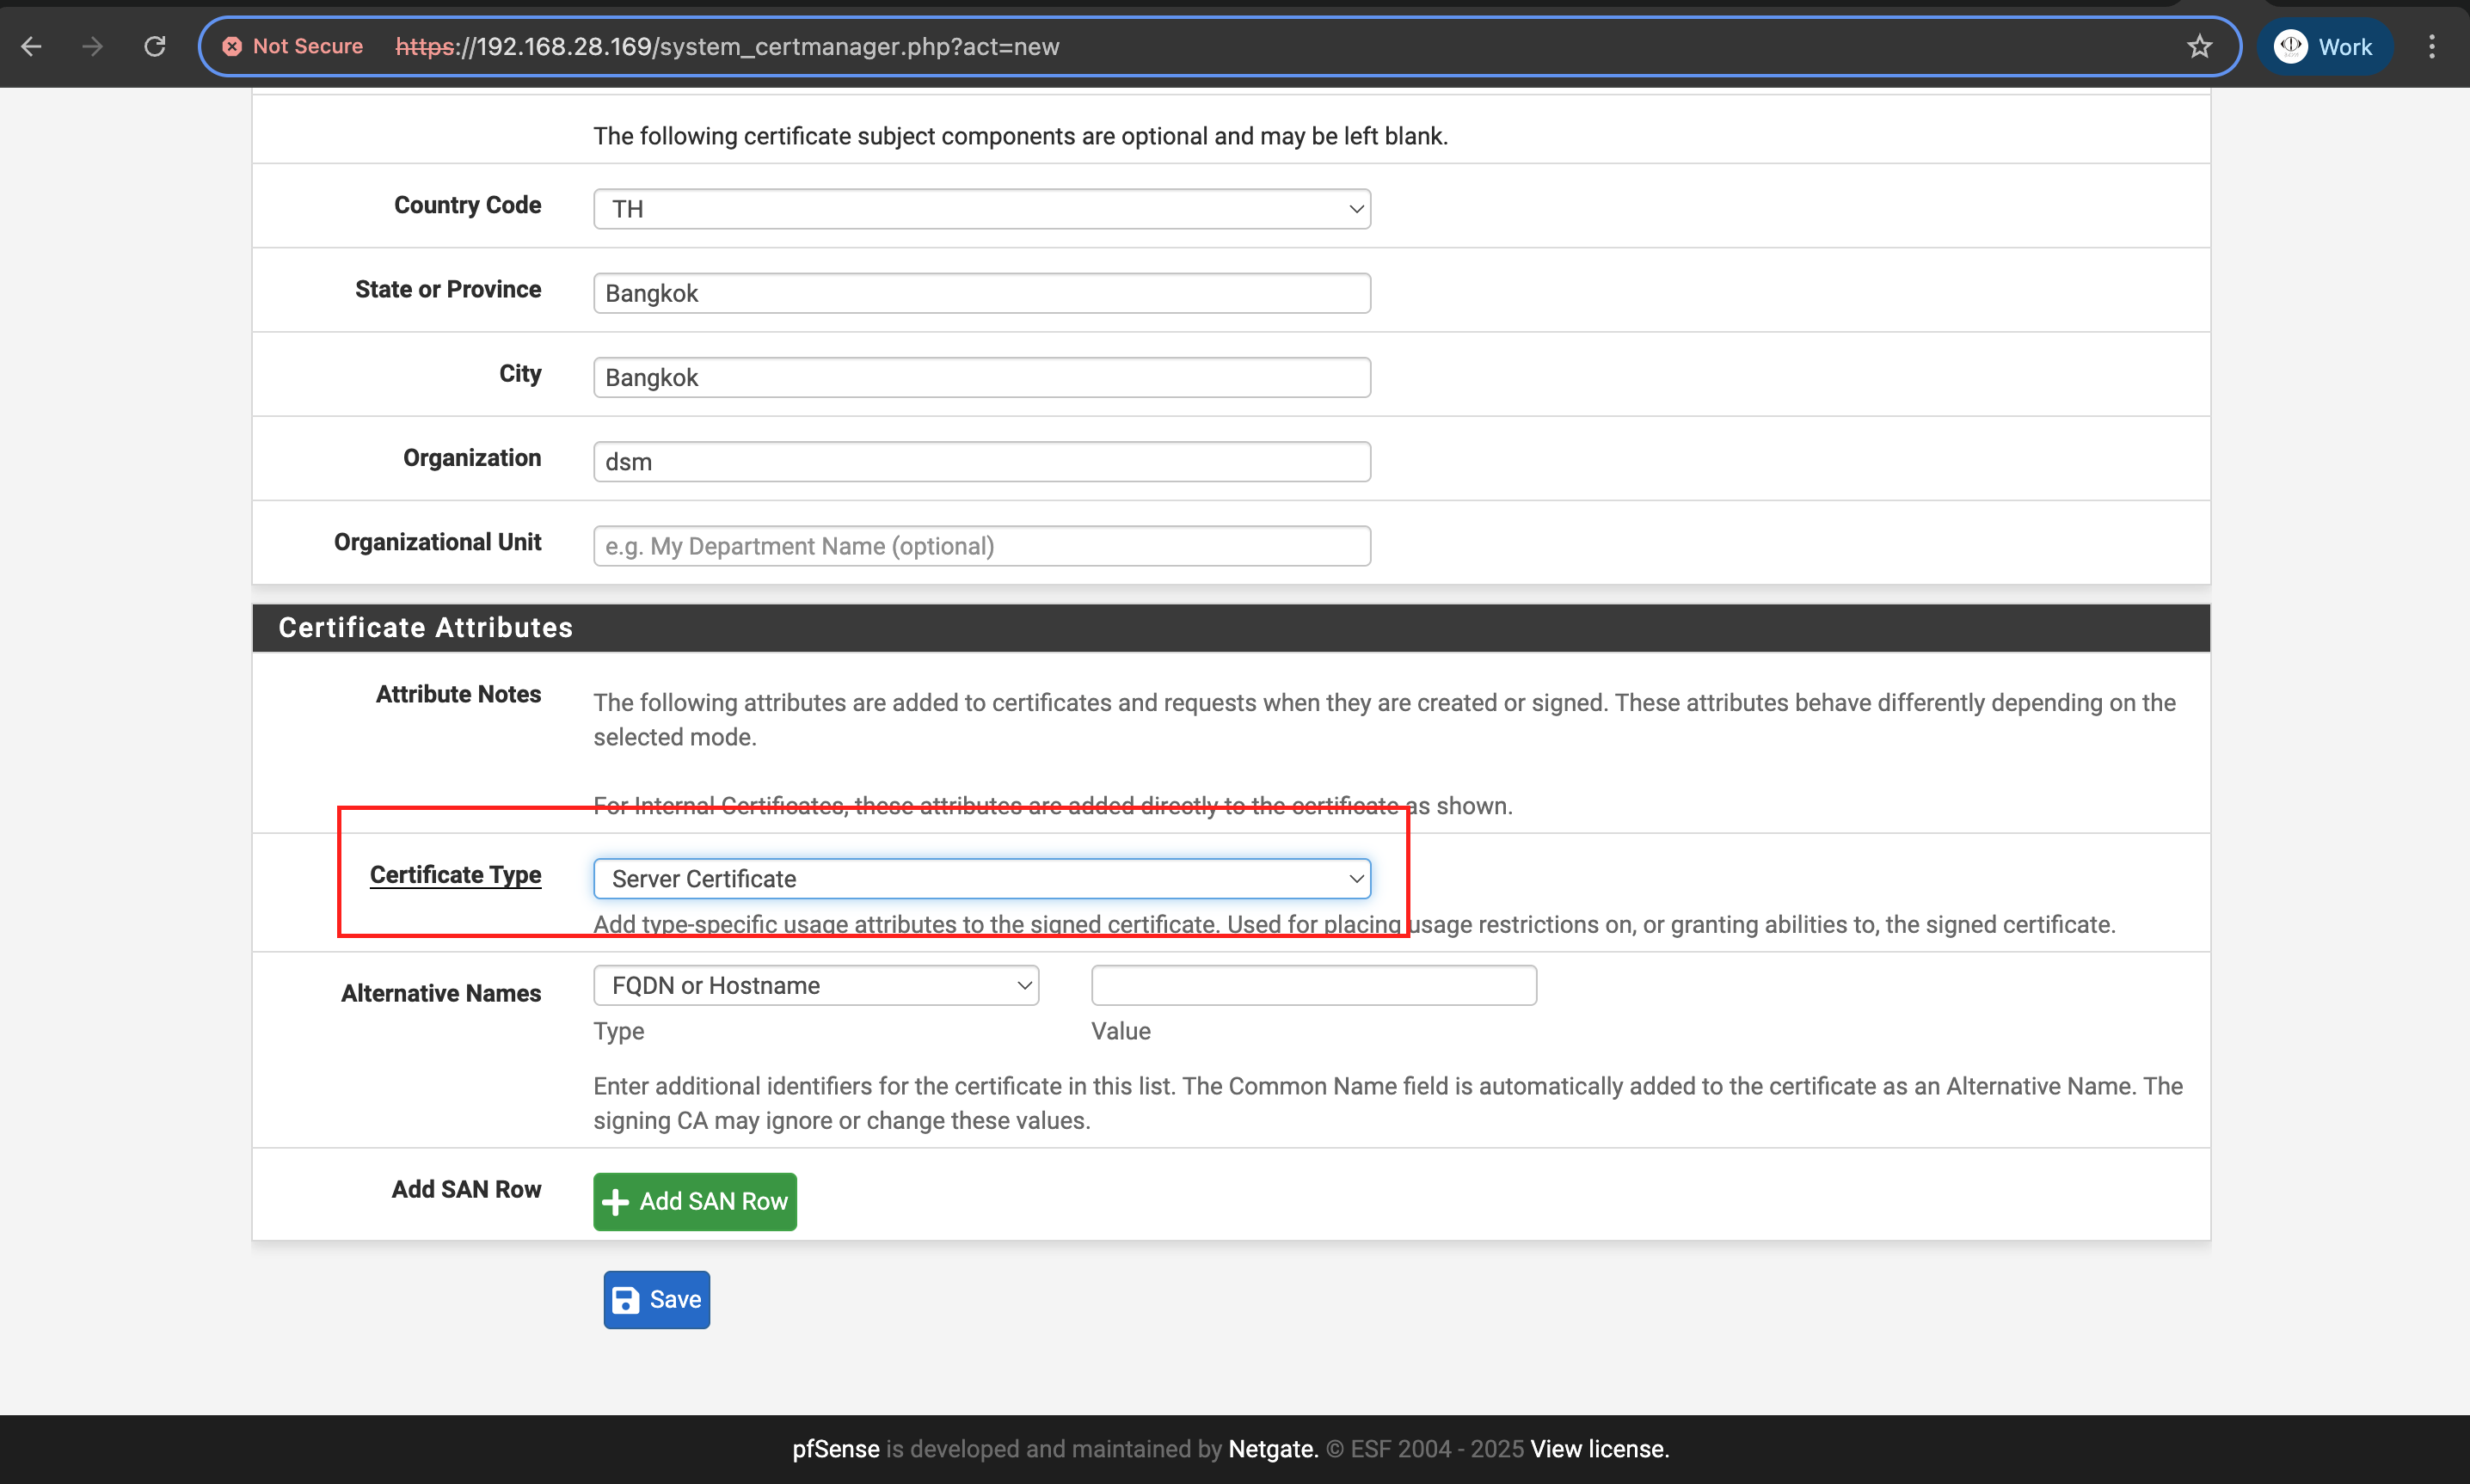 Not Secure https://192.168.28.169/system_certmanager.php?act=new Work
The following certificate subject components are optional and may be left blank.
Country Code TH
State or Province Bangkok
City Bangkok
Organization dsm
Organizational Unit e.g. My Department Name (optional)
Certificate Attributes
Attribute Notes The following attributes are added to certificates and requests when they are created or signed. These attributes behave differently depending on the
selected mode.
For Internal Certificates, these attributes are added directly to the certificate as shown.
Certificate Type Server Certificate
Add type-specific usage attributes to the signed certificate. Used for placing usage restrictions on, or granting abilities to, the signed certificate.
Alternative Names FQDN or Hostname
Type Value
Enter additional identifiers for the certificate in this list. The Common Name field is automatically added to the certificate as an Alternative Name. The
signing CA may ignore or change these values.
Add SAN Row Add SAN Row
Save
pfSense is developed and maintained by Netgate. © ESF 2004 - 2025 View license.